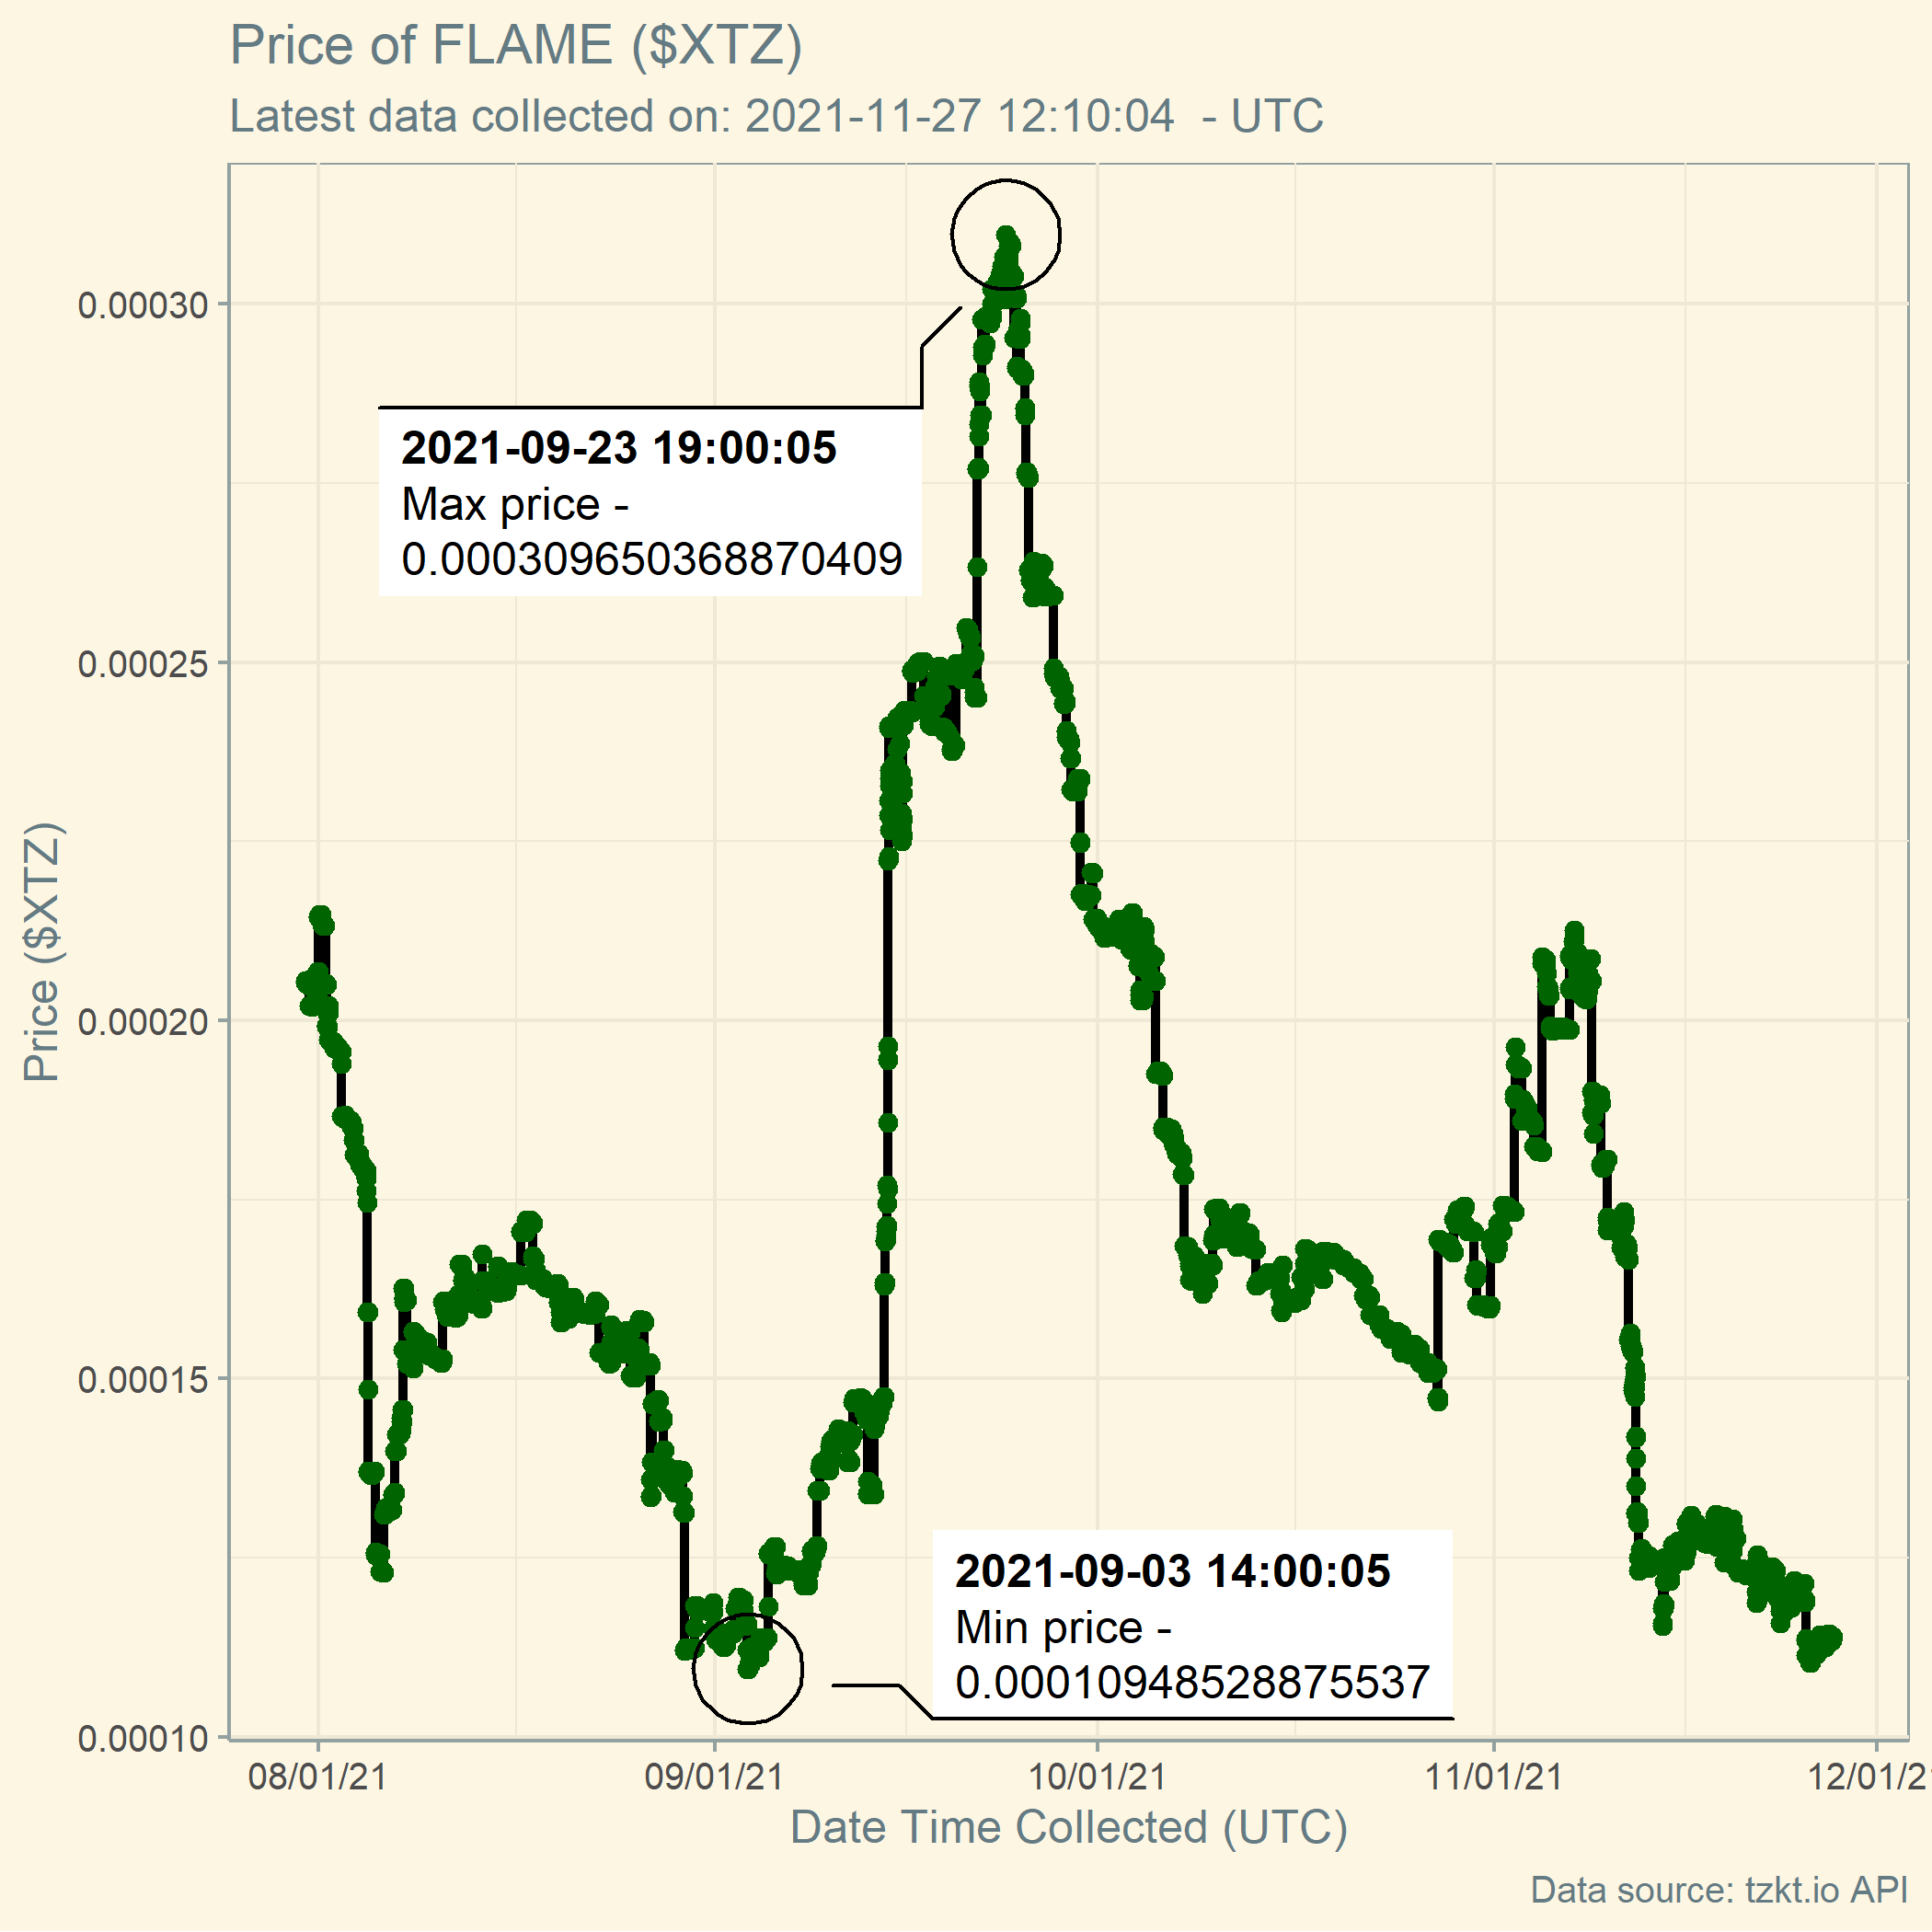 Price of FLAME ($XTZ)
Latest data collected on: 2021-11-27 12:10:04  - UTC
0.00030
0.00025
0.00020
0.00015
0.00010
Price ($XTZ)
2021-09-23 19:00:05
Max price -
0.000309650368870409
2021-09-03 14:00:05
Min price -
0.00010948528875537
08/01/21
09/01/21
10/01/21
11/01/21
12/01/2
Date Time Collected (UTC)
Data source: tzkt.io API